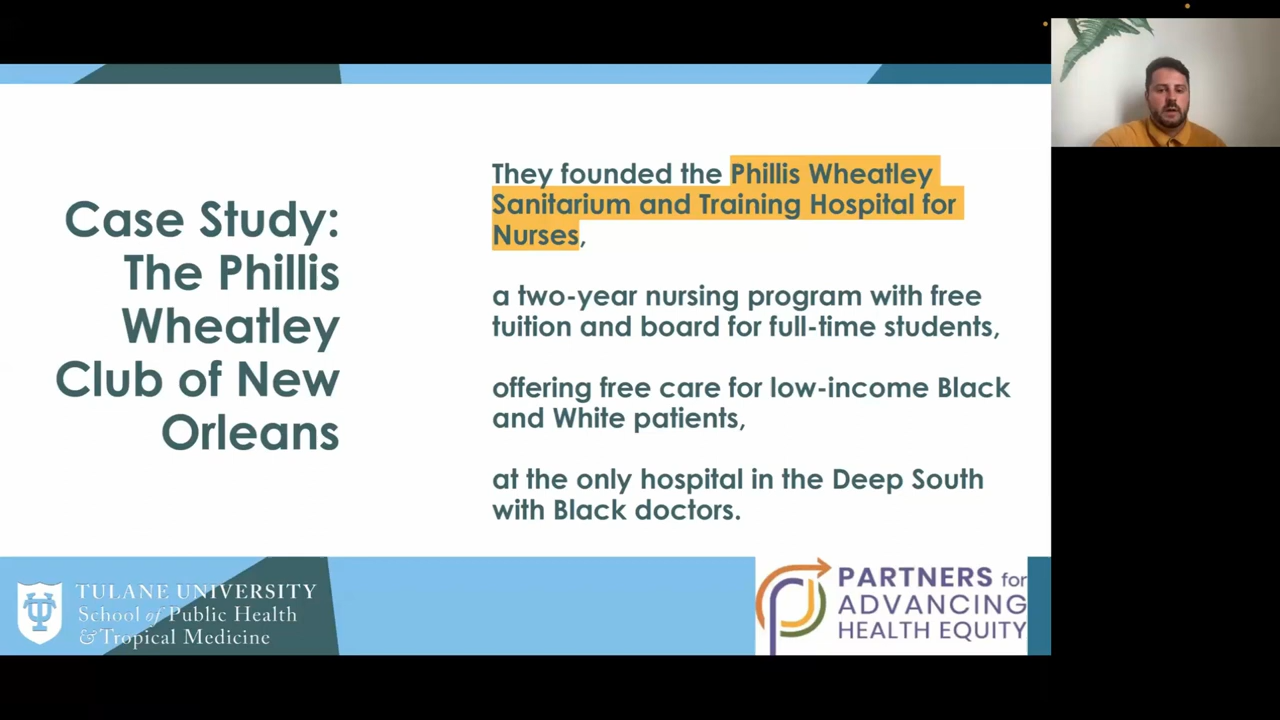 Case Study:
The Phillis
Wheatley
Club of New
Orleans
They founded the Phillis Wheatley
Sanitarium and Training Hospital for
Nurses,
a two-year nursing program with free
tuition and board for full-time students,
offering free care for low-income Black
and White patients,
at the only hospital in the Deep South
with Black doctors.
TULANE UNIVERSITY
School of Public Health
& Tropical Medicine
PARTNERS for
ADVANCING
HEALTH EQUITY